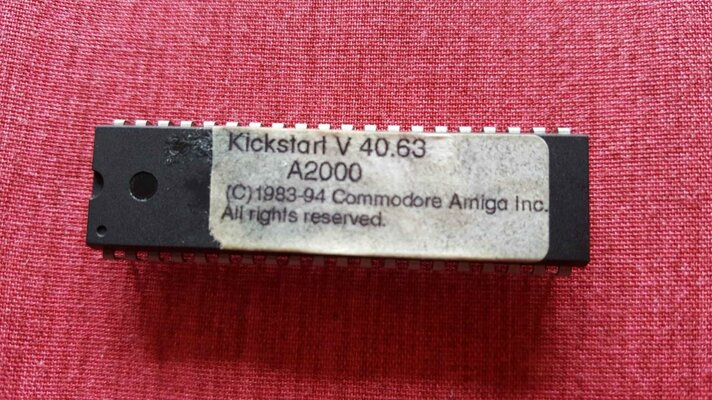 Kickstart V 40.63
A2000
(C)1983-94 Commodore Amiga Inc.
All rights reserved.